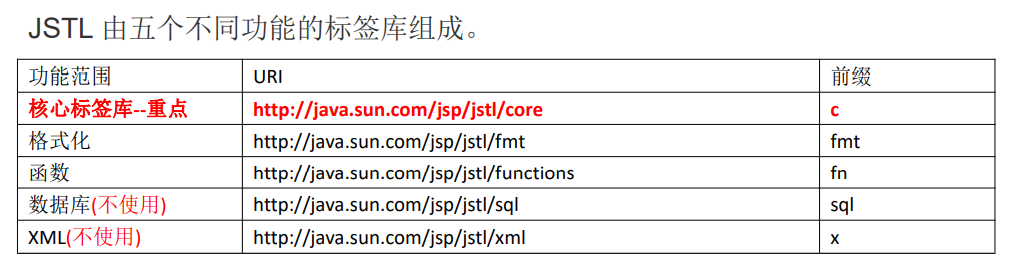 JSTL 由五个不同功能的标签库组成。
功能范围 URI 前缀
核心标签库--重点 http://java.sun.com/jsp/jstl/core c
格式化 http://java.sun.com/jsp/jstl/fmt fmt
函数 http://java.sun.com/jsp/jstl/functions fn
数据库(不使用) http://java.sun.com/jsp/jstl/sql sql
XML(不使用) http://java.sun.com/jsp/jstl/xml x